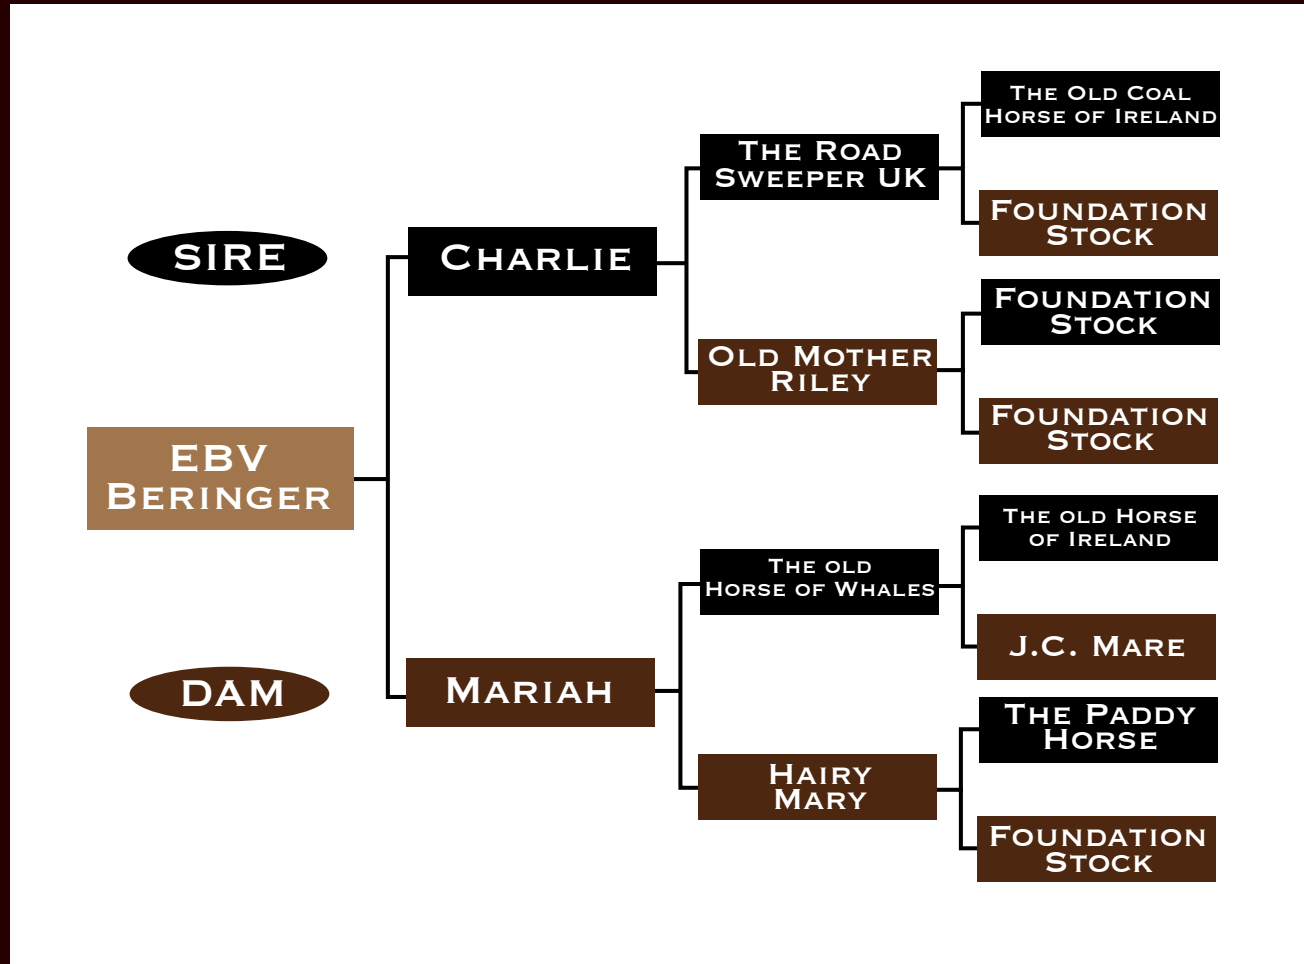 The Old Coal
Horse of Ireland
The Road
Sweeper UK
Foundation
Stock
SIRE
Charlie
Foundation
Stock
Old Mother
Riley
Foundation
Stock
EBV
Beringer
The old Horse
of Ireland
The old
Horse of Whales
J.C. Mare
DAM
Mariah
The Paddy
Horse
Hairy
Mary
Foundation
Stock